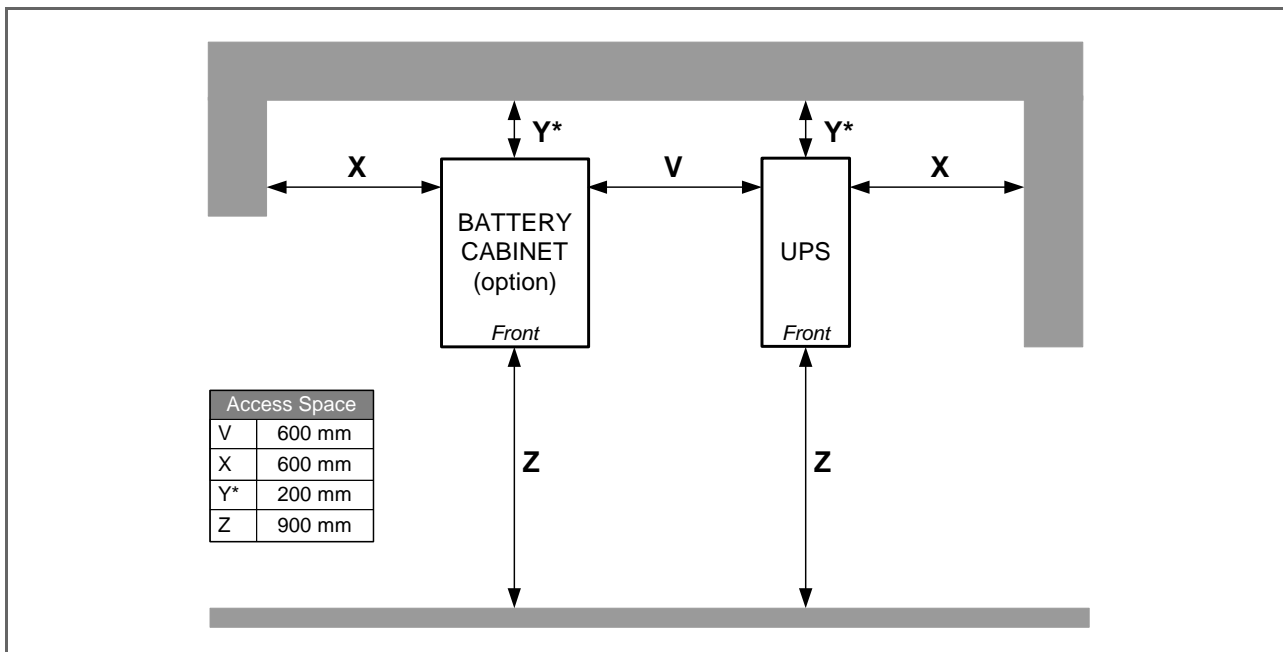 Y*
Y*
X
V
X
BATTERY
CABINET
(option)
Front
UPS
Front
Z
Z
Access Space
V 600 mm
X 600 mm
Y* 200 mm
Z 900 mm